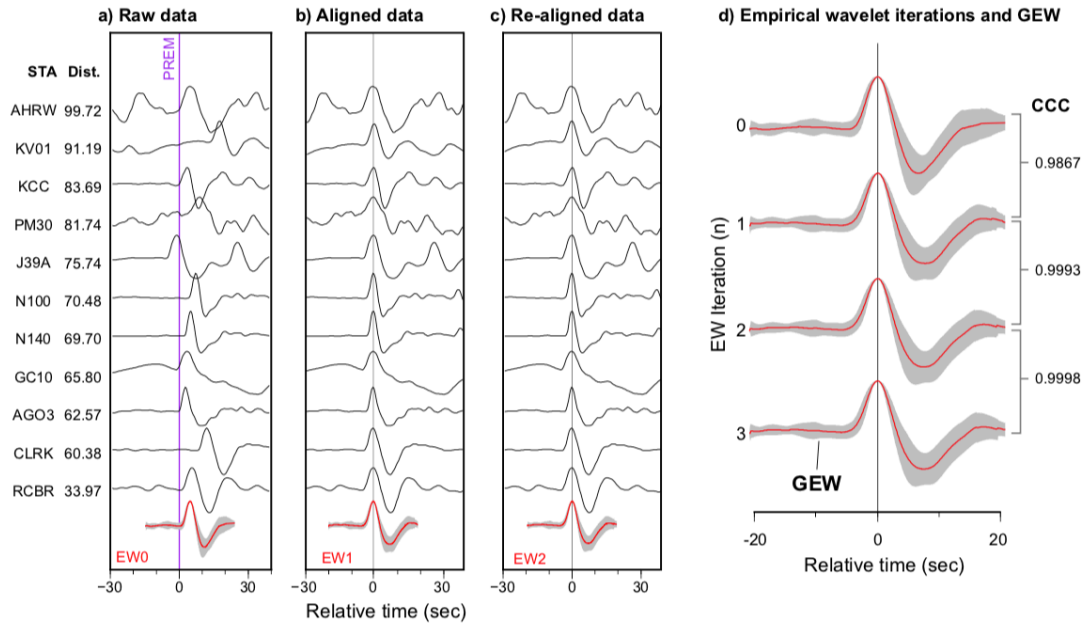 a) Raw data
b) Aligned data
c) Re-aligned data
d) Empirical wavelet iterations and GEW
PREM
STA Dist.
AHRW 99.72
KV01 91.19
KCC 83.69
PM30 81.74
J39A 75.74
N100 70.48
N140 69.70
GC10 65.80
AGO3 62.57
CLRK 60.38
RCBR 33.97
EW0
EW1
EW2
−30 0 30
−30 0 30
−30 0 30
Relative time (sec)
CCC
0
0.9867
1
0.9993
2
0.9998
3
EW Iteration (n)
GEW
-20 0 20
Relative time (sec)